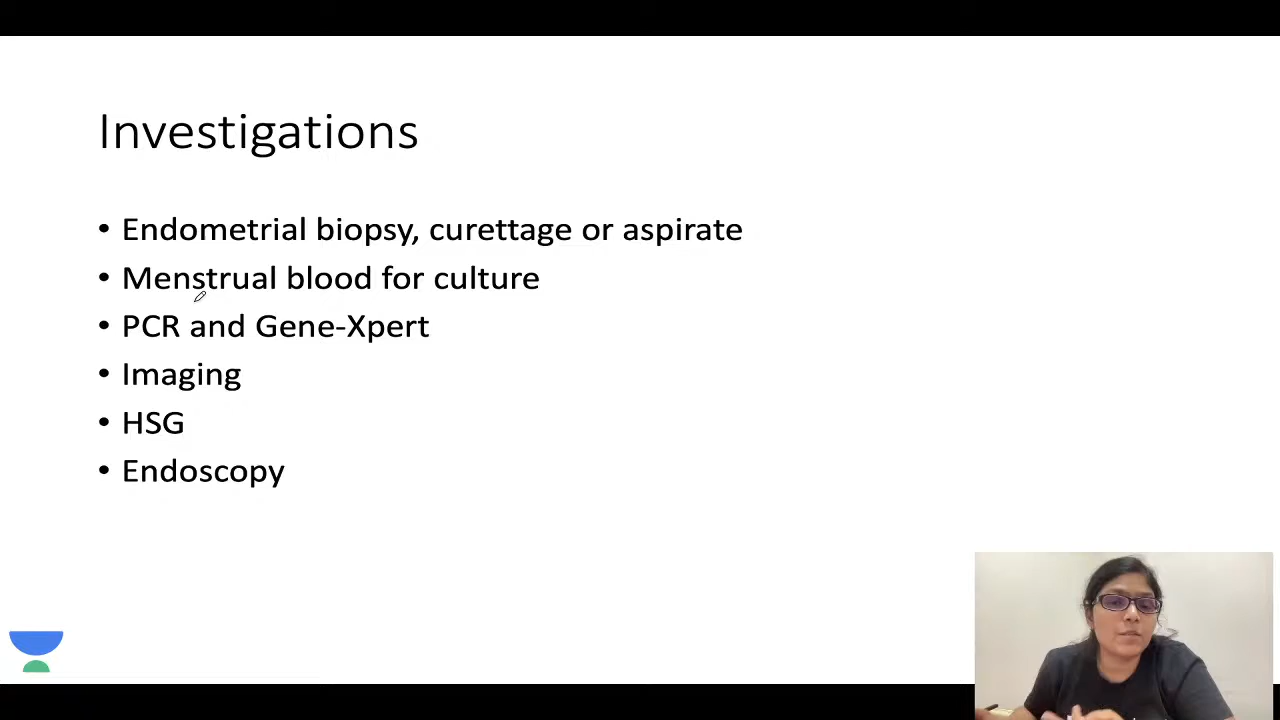 Investigations
• Endometrial biopsy, curettage or aspirate
• Menstrual blood for culture
• PCR and Gene-Xpert
• Imaging
• HSG
• Endoscopy